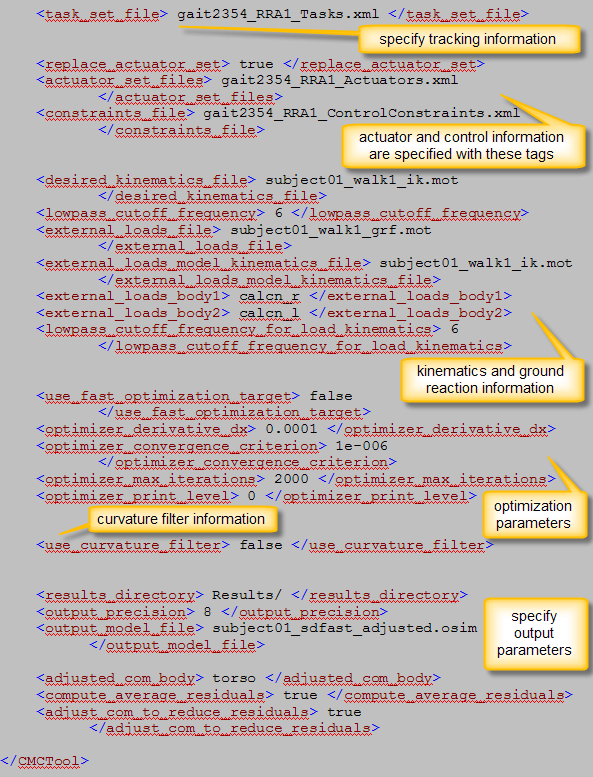 <task_set_file> gait2354_RRA1_Tasks.xml </task_set_file>
specify tracking information
<replace_actuator_set> true </replace_actuator_set>
<actuator_set_files> gait2354_RRA1_Actuators.xml
</actuator_set_files>
<constraints_file> gait2354_RRA1_ControlConstraints.xml
</constraints_file>
actuator and control information
are specified with these tags
<desired_kinematics_file> subject01_walk1_ik.mot
</desired_kinematics_file>
<lowpass_cutoff_frequency> 6 </lowpass_cutoff_frequency>
<external_loads_file> subject01_walk1_grf.mot
</external_loads_file>
<external_loads_model_kinematics_file> subject01_walk1_ik.mot
</external_loads_model_kinematics_file>
<external_loads_body1> calcn_r </external_loads_body1>
<external_loads_body2> calcn_l </external_loads_body2>
<lowpass_cutoff_frequency_for_load_kinematics> 6
</lowpass_cutoff_frequency_for_load_kinematics>
kinematics and ground
reaction information
<use_fast_optimization_target> false
</use_fast_optimization_target>
<optimizer_derivative_dx> 0.0001 </optimizer_derivative_dx>
<optimizer_convergence_criterion> 1e-006
</optimizer_convergence_criterion>
<optimizer_max_iterations> 2000 </optimizer_max_iterations>
<optimizer_print_level> 0 </optimizer_print_level>
optimization
parameters
curvature filter information
<use_curvature_filter> false </use_curvature_filter>
<results_directory> Results/ </results_directory>
<output_precision> 8 </output_precision>
<output_model_file> subject01_sdfast_adjusted.osim
</output_model_file>
specify
output
parameters
<adjusted_com_body> torso </adjusted_com_body>
<compute_average_residuals> true </compute_average_residuals>
<adjust_com_to_reduce_residuals> true
</adjust_com_to_reduce_residuals>
</CMCTool>